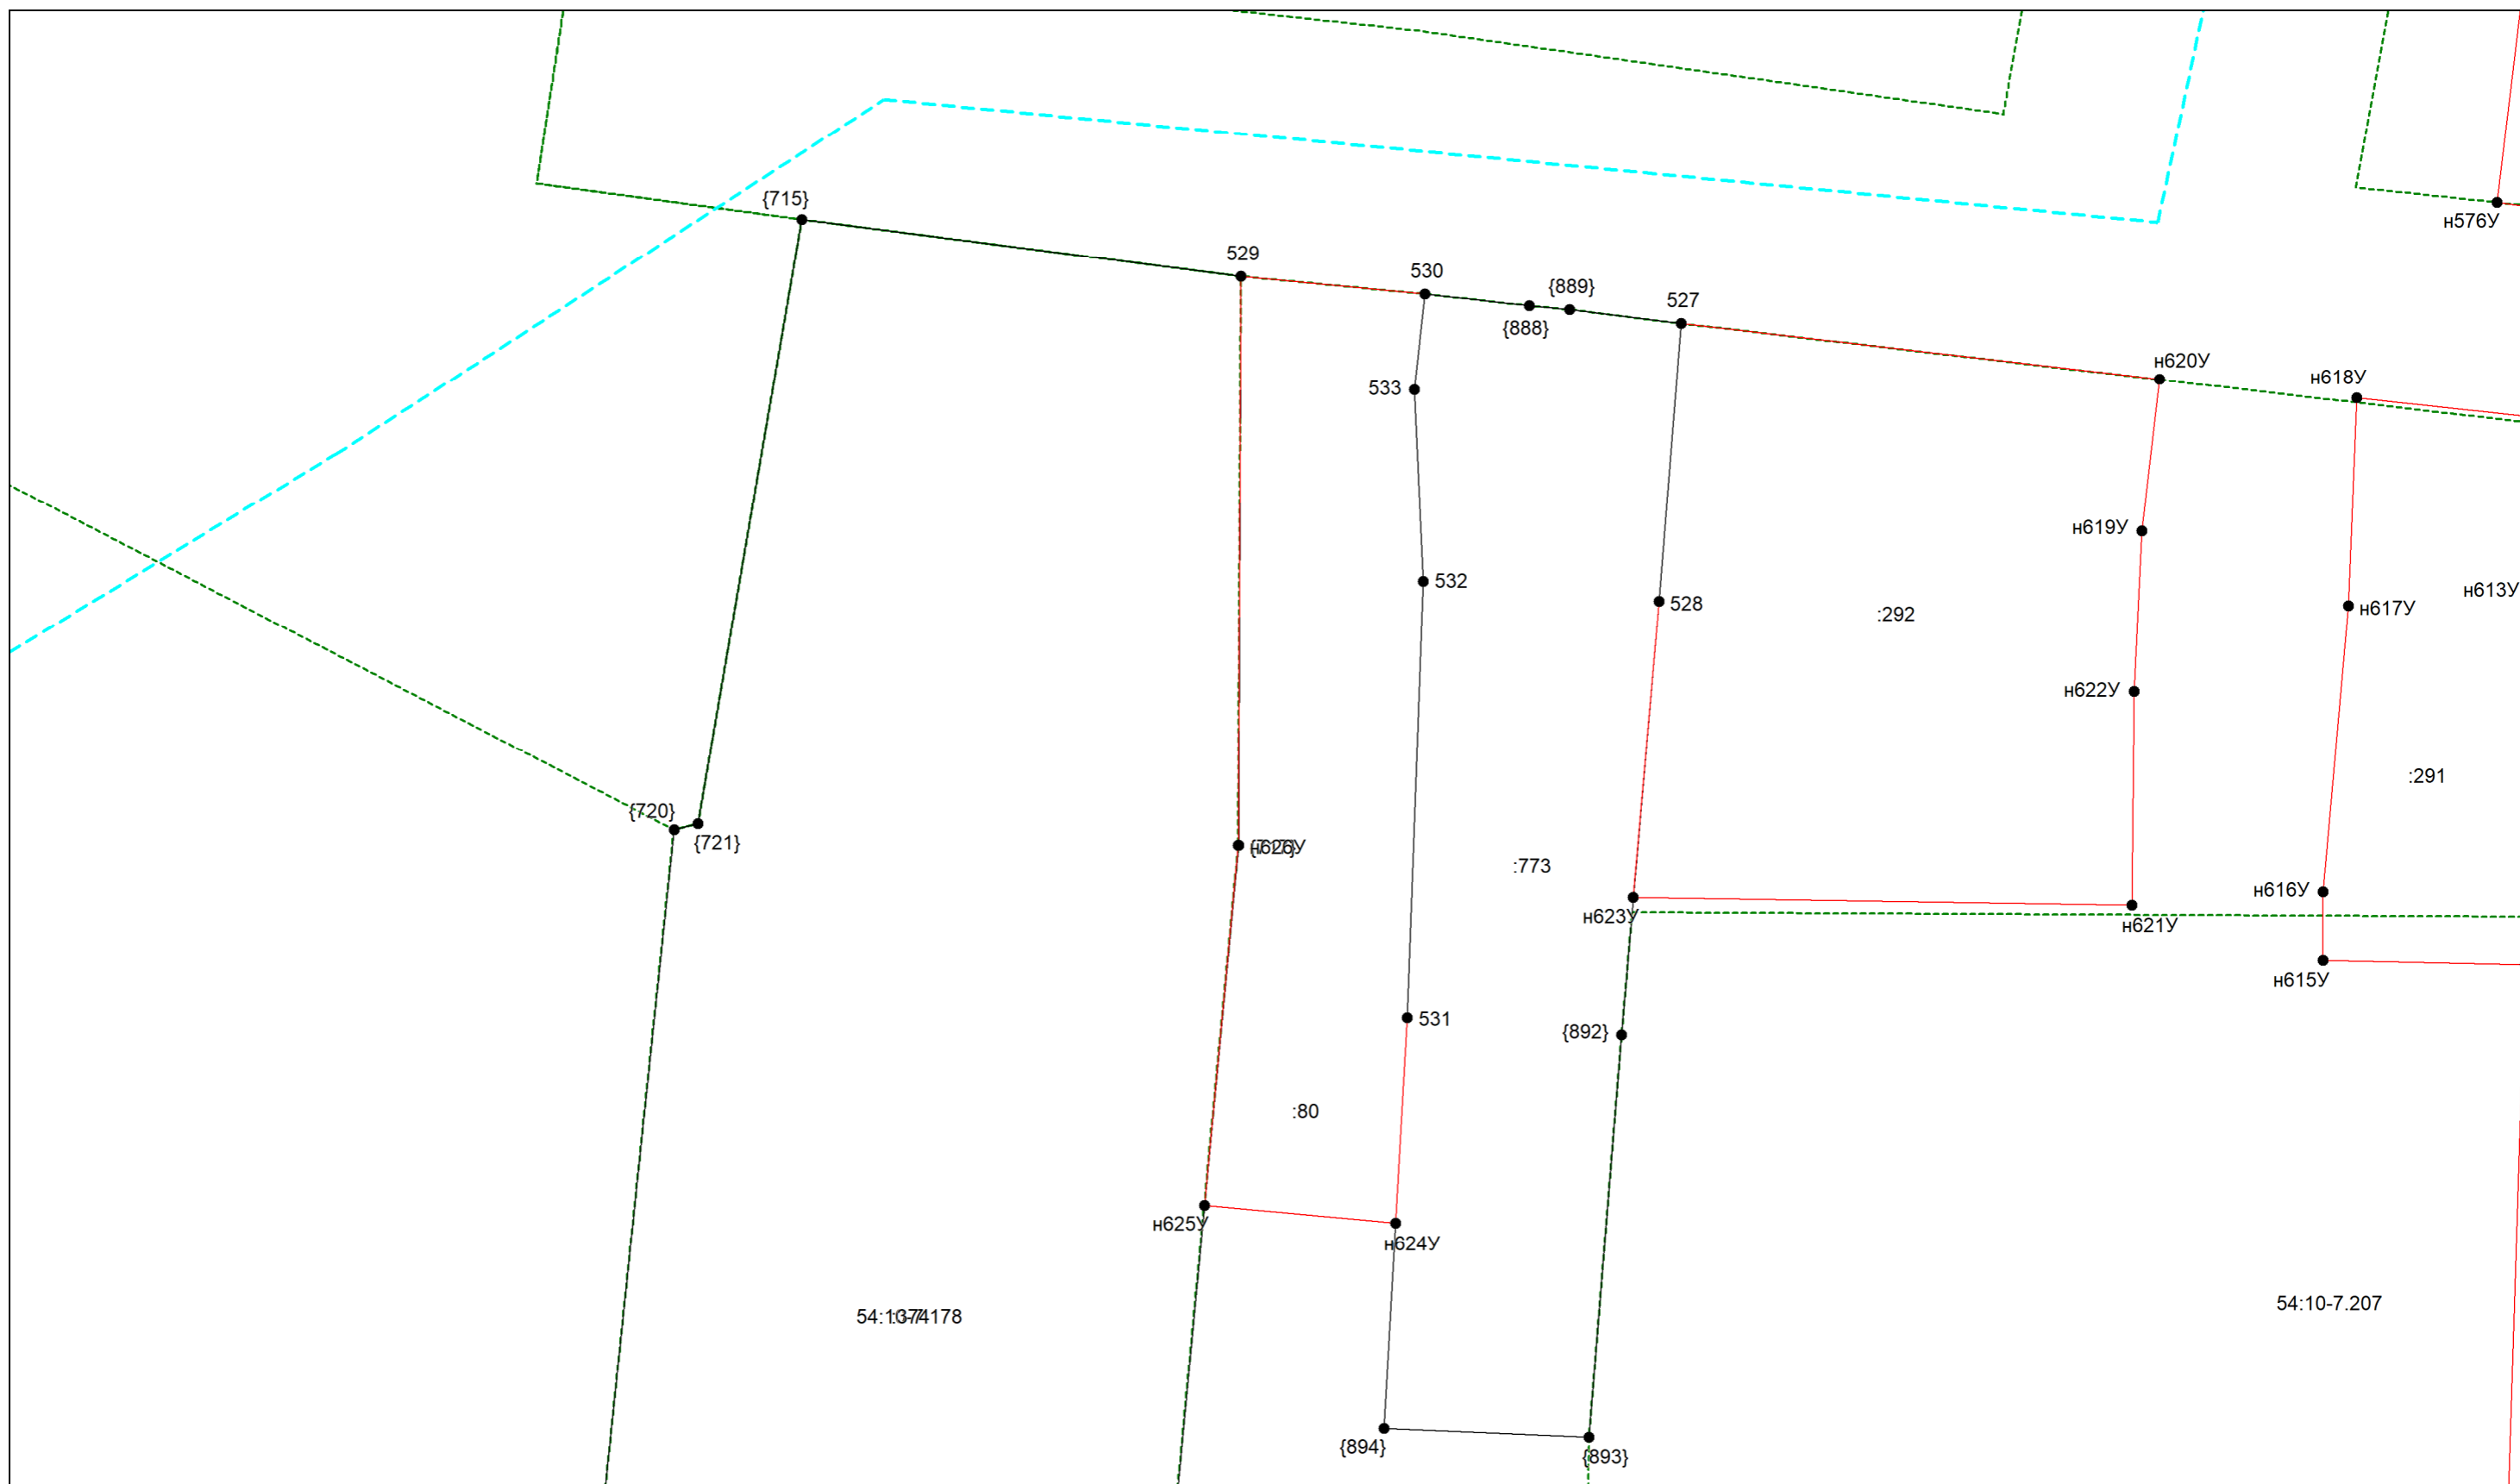 {715}
н576У
529
530
{889}
527
{888}
н620У
н618У
533
н619У
532
528
:292
н617У
н613У
н622У
:291
{720}
{721}
н626У
:773
н616У
н623У
н621У
н615У
531
{892}
:80
н625У
н624У
54:10-7.207
{894}
{893}